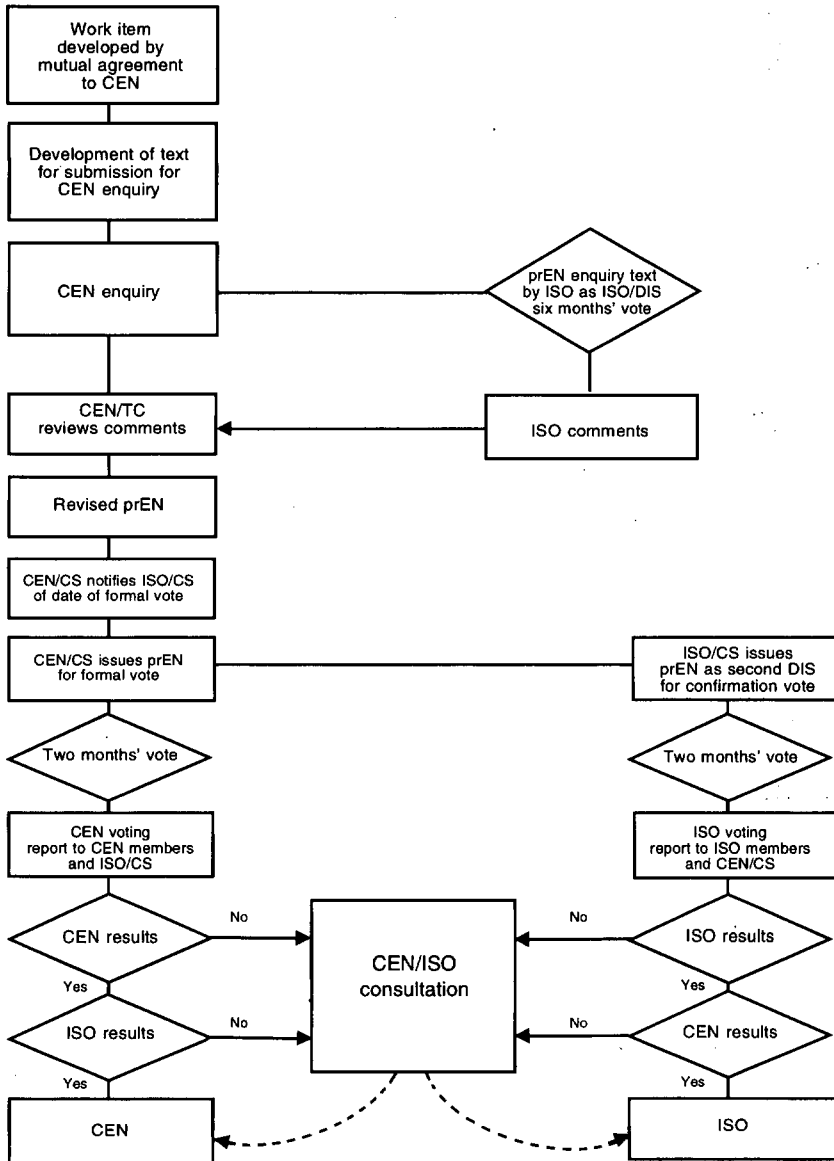 Work item
developed by
mutual agreement
to CEN
Development of text
for submission for
CEN enquiry
CEN enquiry
prEN enquiry text
by ISO as ISO/DIS
six months' vote
CEN/TC
reviews comments
ISO comments
Revised prEN
CEN/CS notifies ISO/CS
of date of formal vote
CEN/CS issues prEN
for formal vote
ISO/CS issues
prEN as second DIS
for confirmation vote
Two months' vote
Two months' vote
CEN voting
report to CEN members
and ISO/CS
ISO voting
report to ISO members
and CEN/CS
CEN results
No
CEN/ISO
consultation
No
ISO results
Yes
Yes
ISO results
No
No
CEN results
Yes
Yes
CEN
ISO